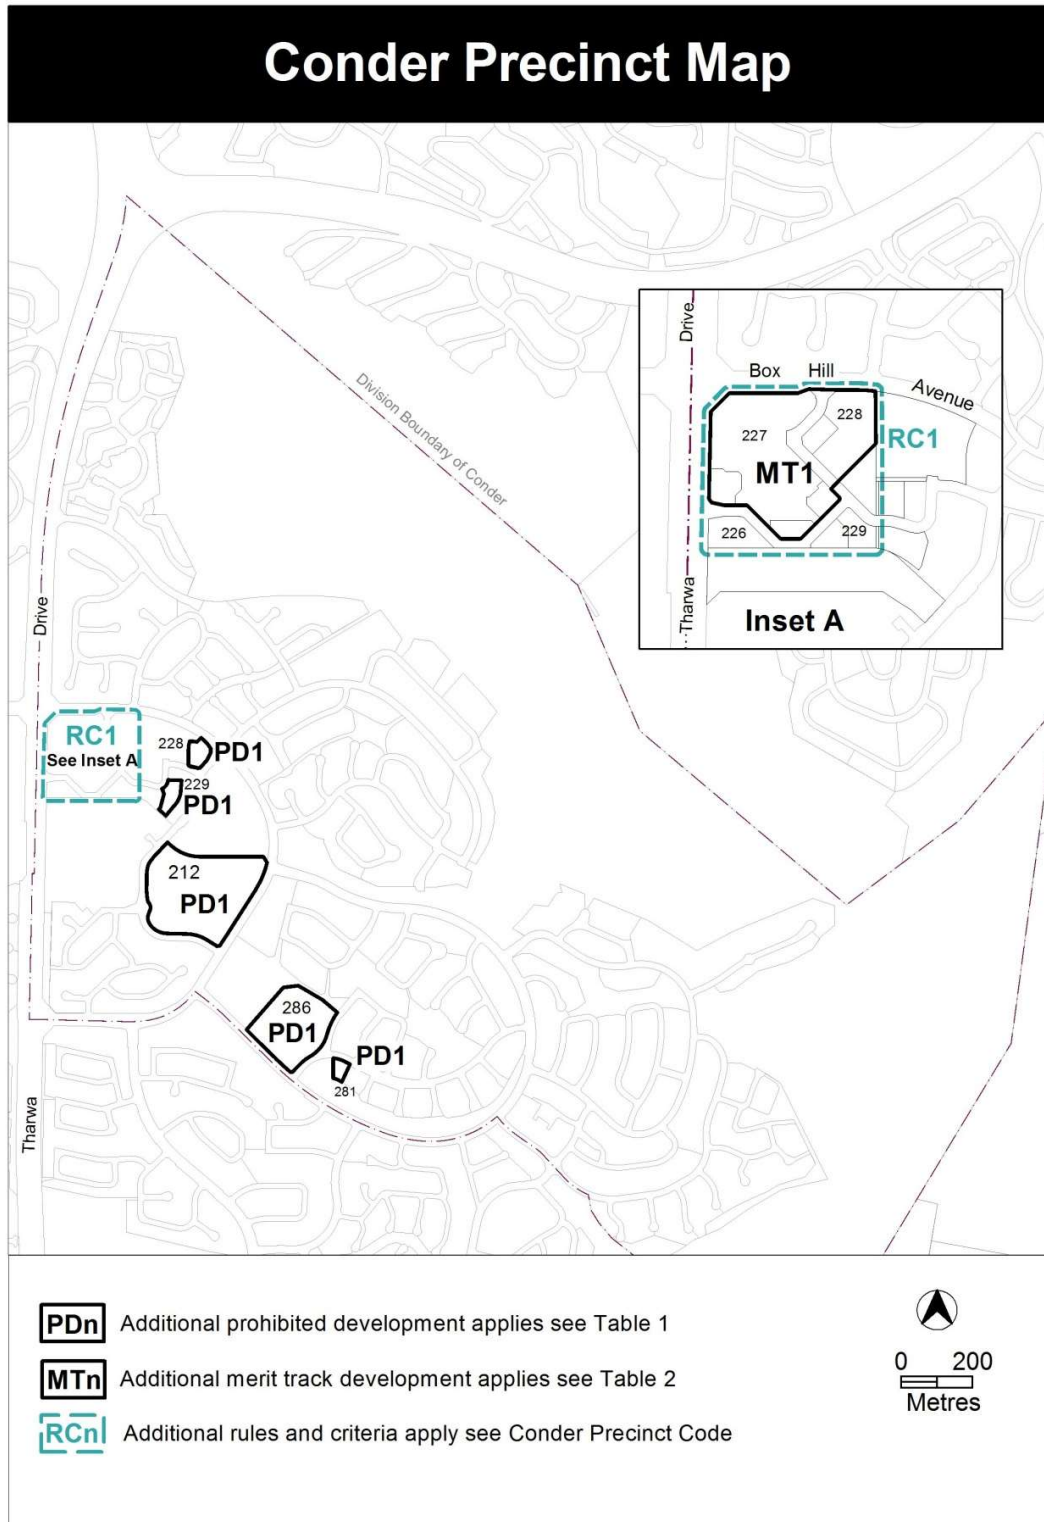 Conder Precinct Map
Division Boundary of Conder
Drive
Box Hill
Avenue
228
RC1
227
MT1
226
229
Tharwa
Inset A
Drive
RC1
See Inset A
228
PD1
229
PD1
212
PD1
286
PD1
PD1
281
Tharwa
PDn Additional prohibited development applies see Table 1
MTn Additional merit track development applies see Table 2
RCn Additional rules and criteria apply see Conder Precinct Code
0 200
Metres